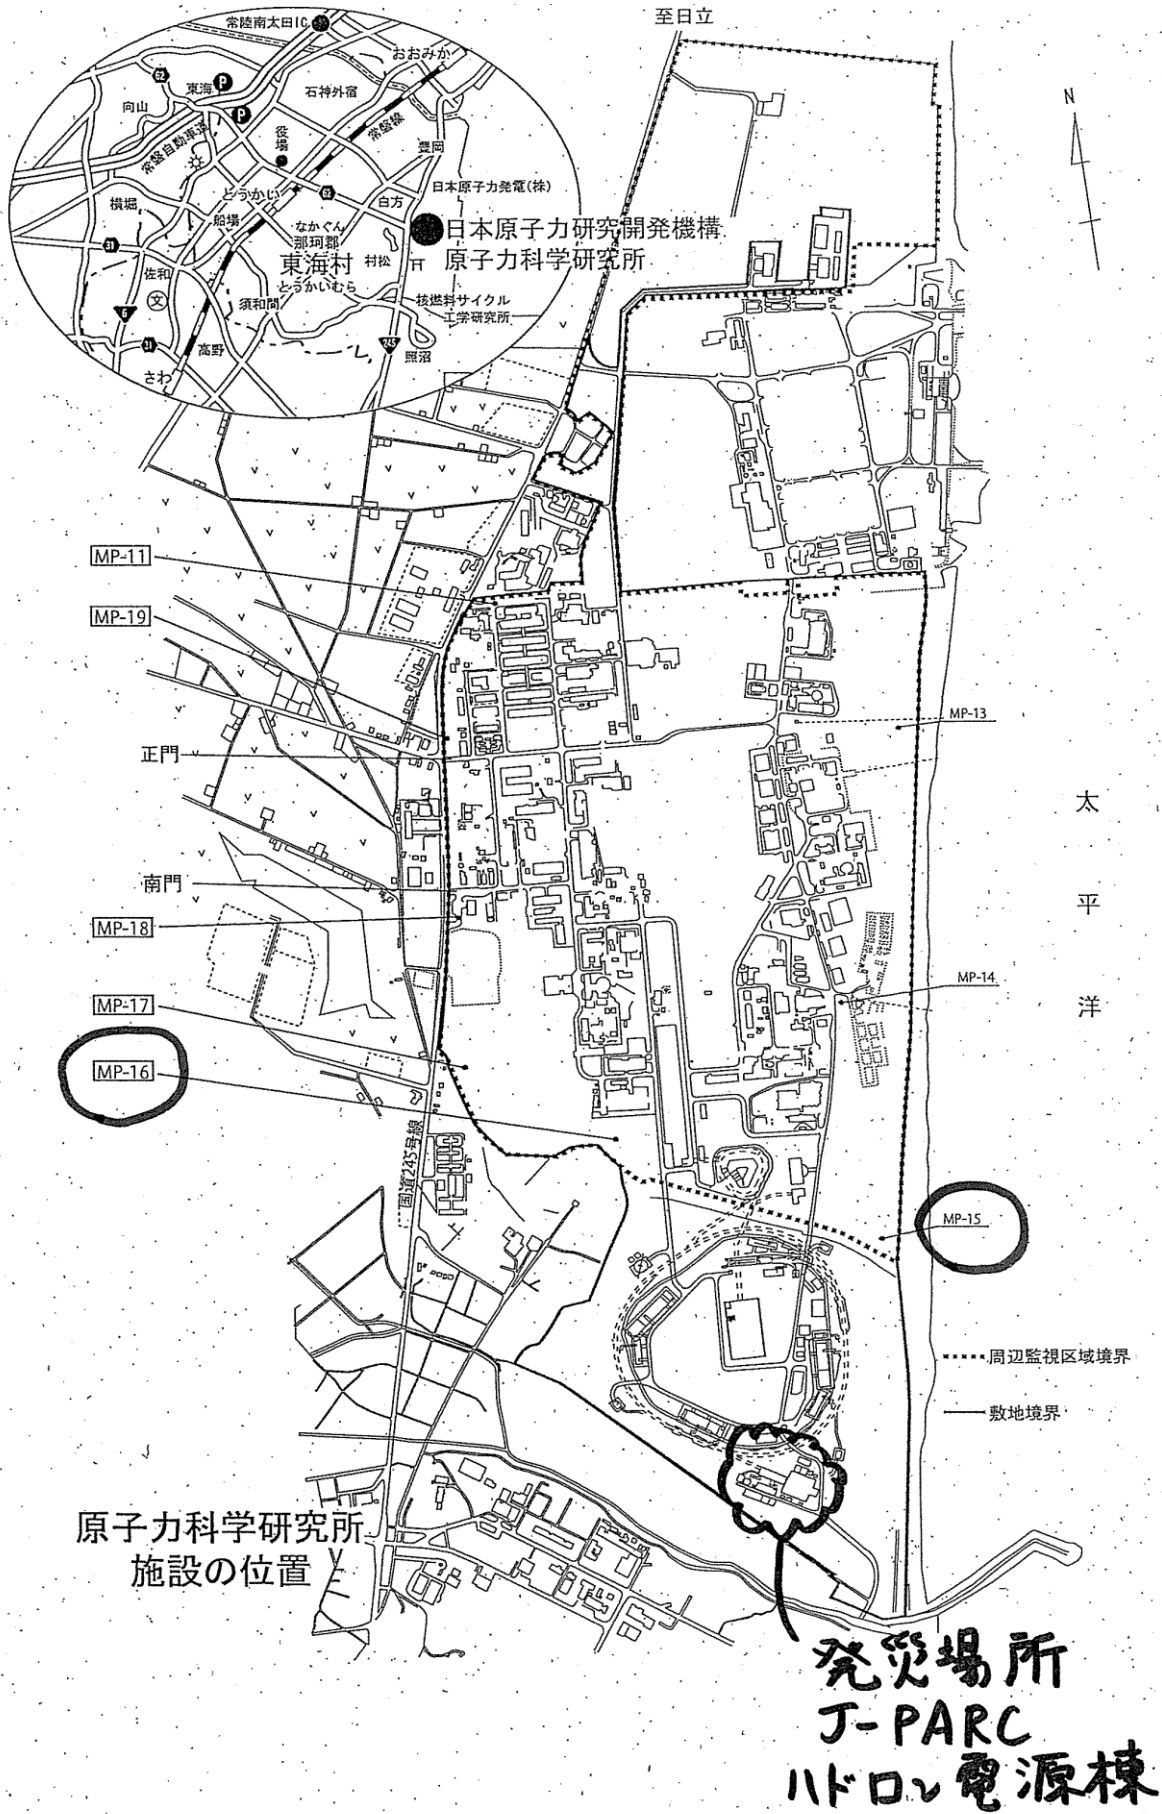 至日立
常陸南太田IC
おおみか
62
東海
P
石神外宿
向山
P
常磐線
役場
常磐自動車道
豊岡
とうかい
62
日本原子力発電(株)
横堀
白方
船場
なかぐん
那珂郡
日本原子力研究開発機構
31
東海村
村松
原子力科学研究所
佐和
とうかいむら
文
須和間
核燃料サイクル
工学研究所
6
31
高野
245
照沼
さわ
N
MP-11
MP-19
MP-13
正門
太平洋
南門
MP-18
MP-14
MP-17
MP-16
国道245号線
MP-15
周辺監視区域境界
敷地境界
原子力科学研究所
施設の位置
発災場所
J-PARC
ハドロン電源棟